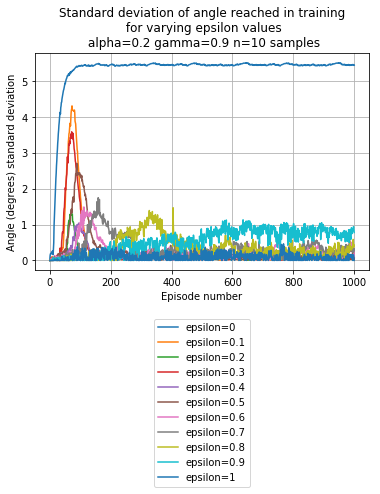 Standard deviation of angle reached in training
for varying epsilon values
alpha=0.2 gamma=0.9 n=10 samples
Angle (degrees) standard deviation
5
4
3
2
1
0
0 200 400 600 800 1000
Episode number
epsilon=0
epsilon=0.1
epsilon=0.2
epsilon=0.3
epsilon=0.4
epsilon=0.5
epsilon=0.6
epsilon=0.7
epsilon=0.8
epsilon=0.9
epsilon=1